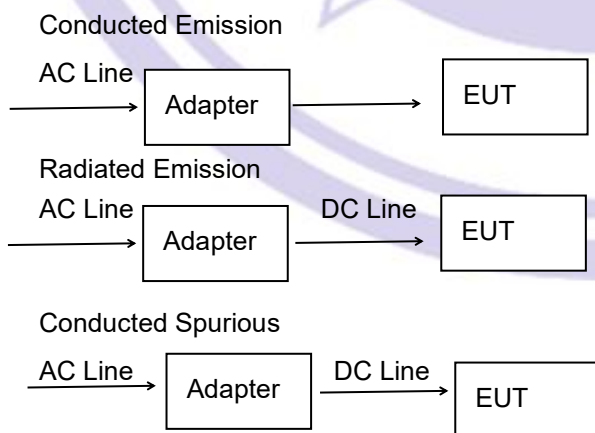 Conducted Emission
AC Line
Adapter
EUT
Radiated Emission
AC Line
DC Line
Adapter
EUT
Conducted Spurious
AC Line
DC Line
Adapter
EUT